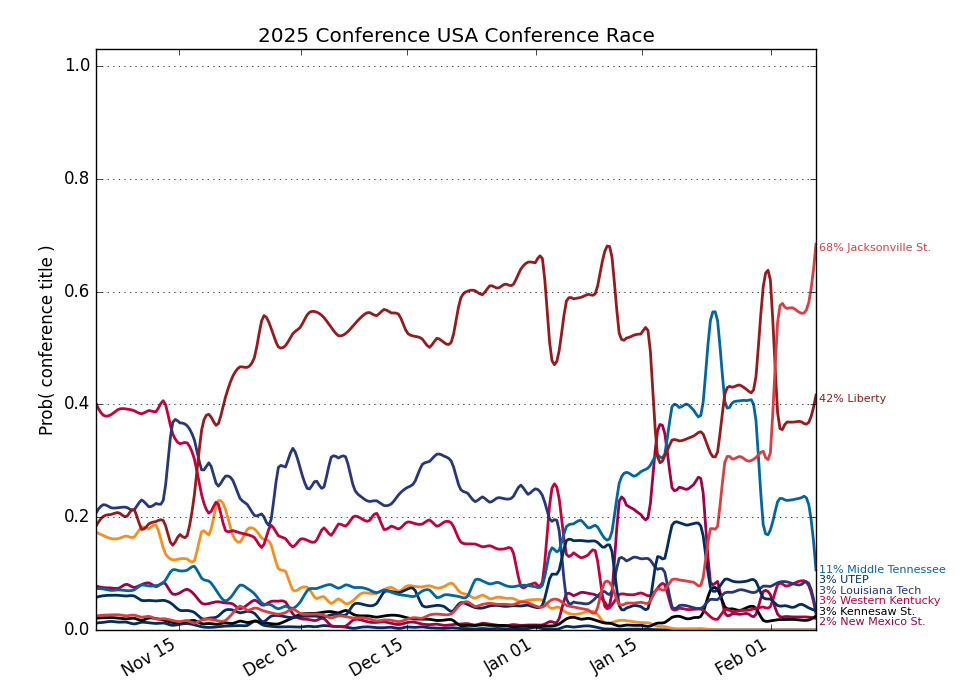 2025 Conference USA Conference Race
Prob( conference title )
1.0
0.8
0.6
0.4
0.2
0.0
Nov 15
Dec 01
Dec 15
Jan 01
Jan 15
Feb 01
68% Jacksonville St.
42% Liberty
11% Middle Tennessee
3% UTEP
3% Louisiana Tech
3% Western Kentucky
3% Kennesaw St.
2% New Mexico St.